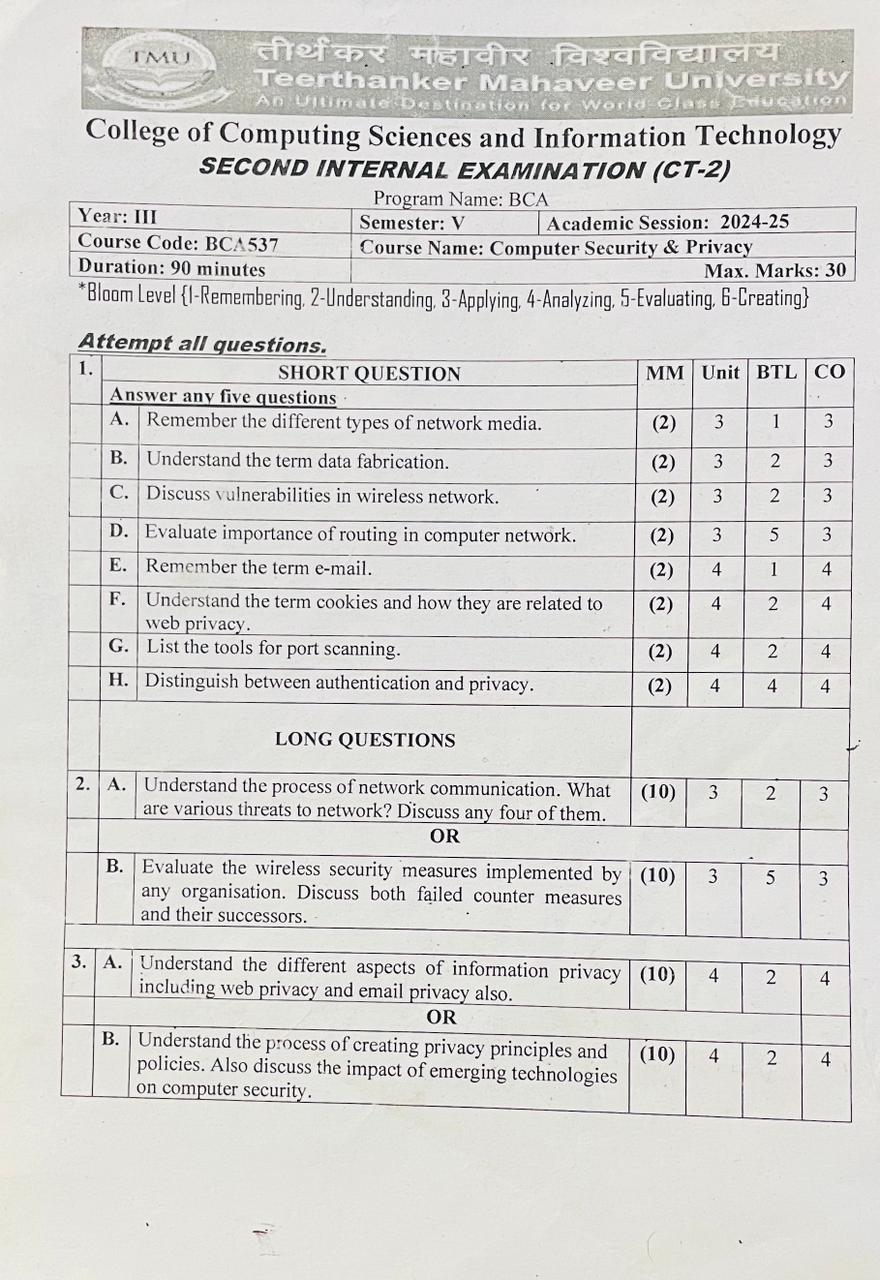 TMU
तीर्थंकर महावीर विश्वविद्यालय
Teerthanker Mahaveer University
An Ultimate Destination for World Class Education
College of Computing Sciences and Information Technology
SECOND INTERNAL EXAMINATION (CT-2)
Program Name: BCA
Year: III Semester: V Academic Session: 2024-25
Course Code: BCA537 Course Name: Computer Security & Privacy
Duration: 90 minutes Max. Marks: 30
*Bloom Level {1-Remembering, 2-Understanding, 3-Applying, 4-Analyzing, 5-Evaluating, 6-Creating}
Attempt all questions.
1. SHORT QUESTION MM Unit BTL CO
Answer any five questions
A. Remember the different types of network media. (2) 3 1 3
B. Understand the term data fabrication. (2) 3 2 3
C. Discuss vulnerabilities in wireless network. (2) 3 2 3
D. Evaluate importance of routing in computer network. (2) 3 5 3
E. Remember the term e-mail. (2) 4 1 4
F. Understand the term cookies and how they are related to (2) 4 2 4
web privacy.
G. List the tools for port scanning. (2) 4 2 4
H. Distinguish between authentication and privacy. (2) 4 4 4
LONG QUESTIONS
2. A. Understand the process of network communication. What (10) 3 2 3
are various threats to network? Discuss any four of them.
OR
B. Evaluate the wireless security measures implemented by (10) 3 5 3
any organisation. Discuss both failed counter measures
and their successors.
3. A. Understand the different aspects of information privacy (10) 4 2 4
including web privacy and email privacy also.
OR
B. Understand the process of creating privacy principles and (10) 4 2 4
policies. Also discuss the impact of emerging technologies
on computer security.